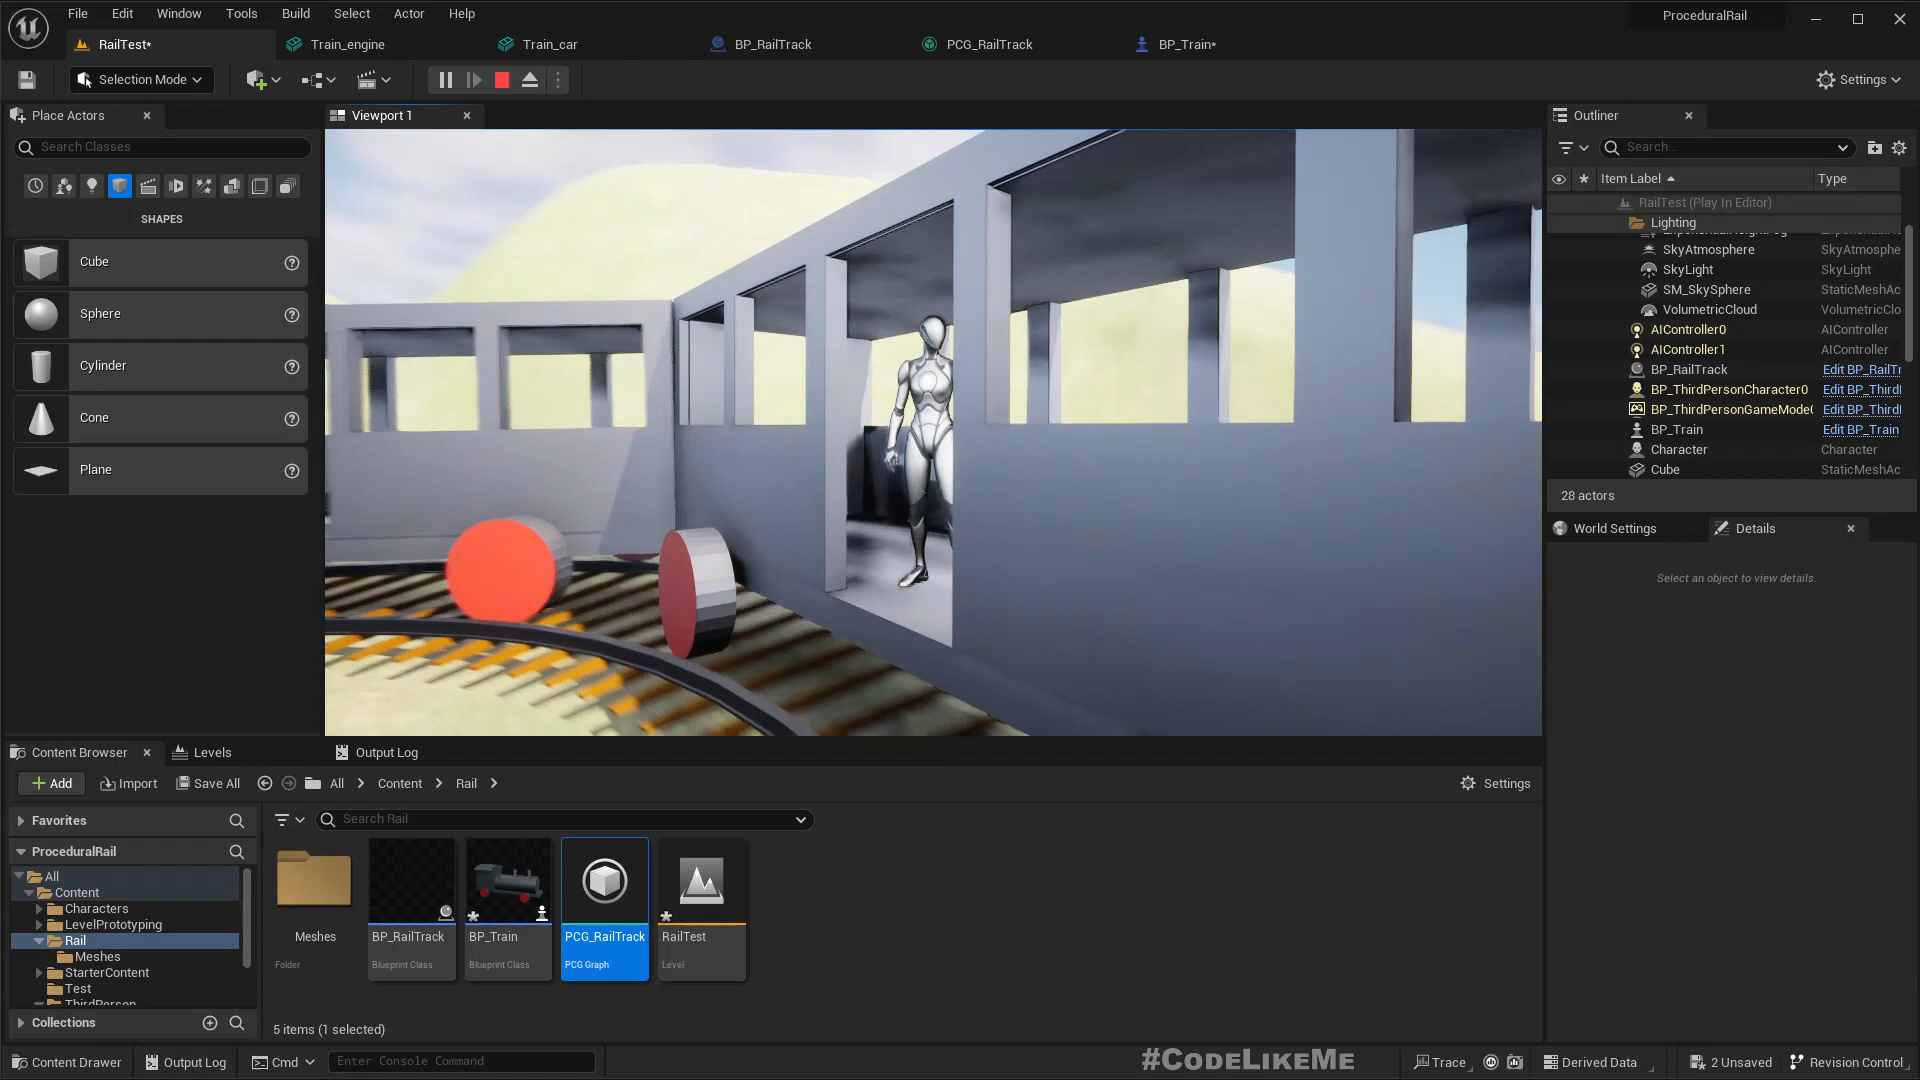 File Edit Window Tools Build Select Actor Help
ProceduralRail
RailTest* Train_engine Train_car BP_RailTrack PCG_RailTrack BP_Train*
Selection Mode Settings
Place Actors Viewport 1 Outliner
Search Classes
Search...
Item Label Type
RailTest (Play In Editor)
Lighting
SkyAtmosphere SkyAtmosphe
SkyLight SkyLight
SM_SkySphere StaticMeshAc
VolumetricCloud VolumetricClo
AIController0 AIController
AIController1 AIController
BP_RailTrack Edit BP_RailTr
BP_ThirdPersonCharacter0 Edit BP_Third
BP_ThirdPersonGameMode Edit BP_Third
BP_Train Edit BP_Train
Character Character
Cube StaticMeshAc
28 actors
SHAPES
Cube
Sphere
Cylinder
Cone
Plane
World Settings Details
Select an object to view details.
Content Browser Levels Output Log
Add Import Save All All Content Rail Settings
Favorites
Search Rail
ProceduralRail
All
Content
Characters
LevelPrototyping
Rail
Meshes
StarterContent
Test
ThirdPerson
Collections
Meshes
Folder
BP_RailTrack
Blueprint Class
BP_Train
Blueprint Class
PCG_RailTrack
PCG Graph
RailTest
Level
5 items (1 selected)
Content Drawer Output Log Cmd Enter Console Command #CodeLikeMe Trace Derived Data 2 Unsaved Revision Control